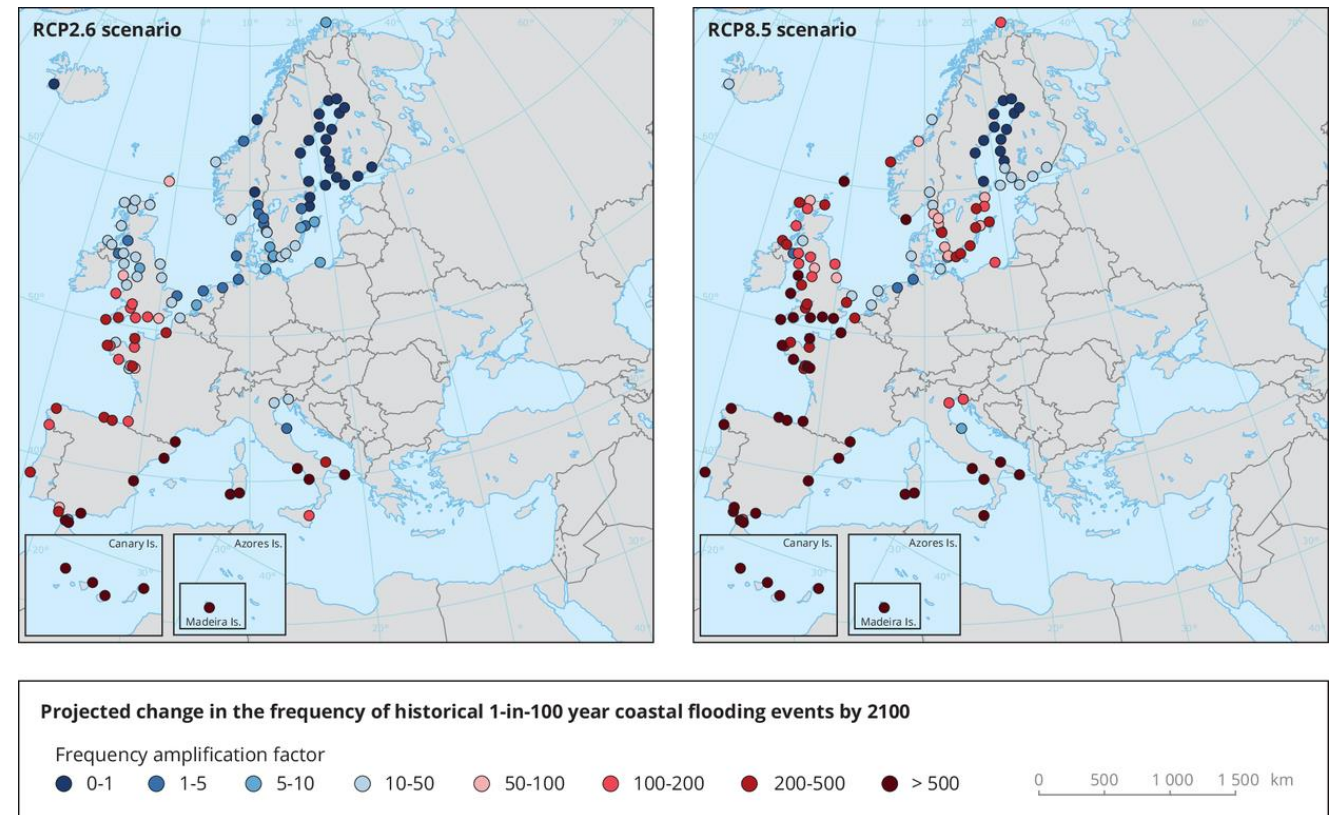 RCP2.6 scenario
RCP8.5 scenario
Canary Is.
Azores Is.
Madeira Is.
Canary Is.
Azores Is.
Madeira Is.
Projected change in the frequency of historical 1-in-100 year coastal flooding events by 2100
Frequency amplification factor
0-1 1-5 5-10 10-50 50-100 100-200 200-500 > 500
0 500 1 000 1 500 km